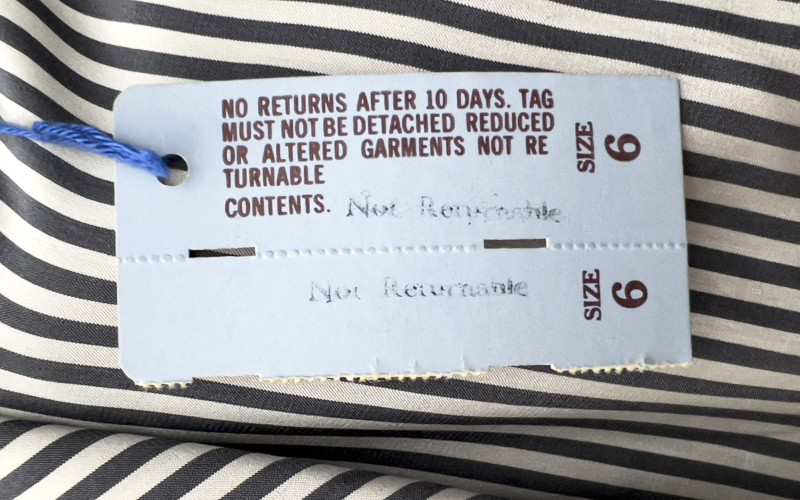 NO RETURNS AFTER 10 DAYS. TAG
MUST NOT BE DETACHED REDUCED
OR ALTERED GARMENTS NOT RE
TURNABLE
CONTENTS. Not Returnable
SIZE 6
Not Returnable
SIZE 6